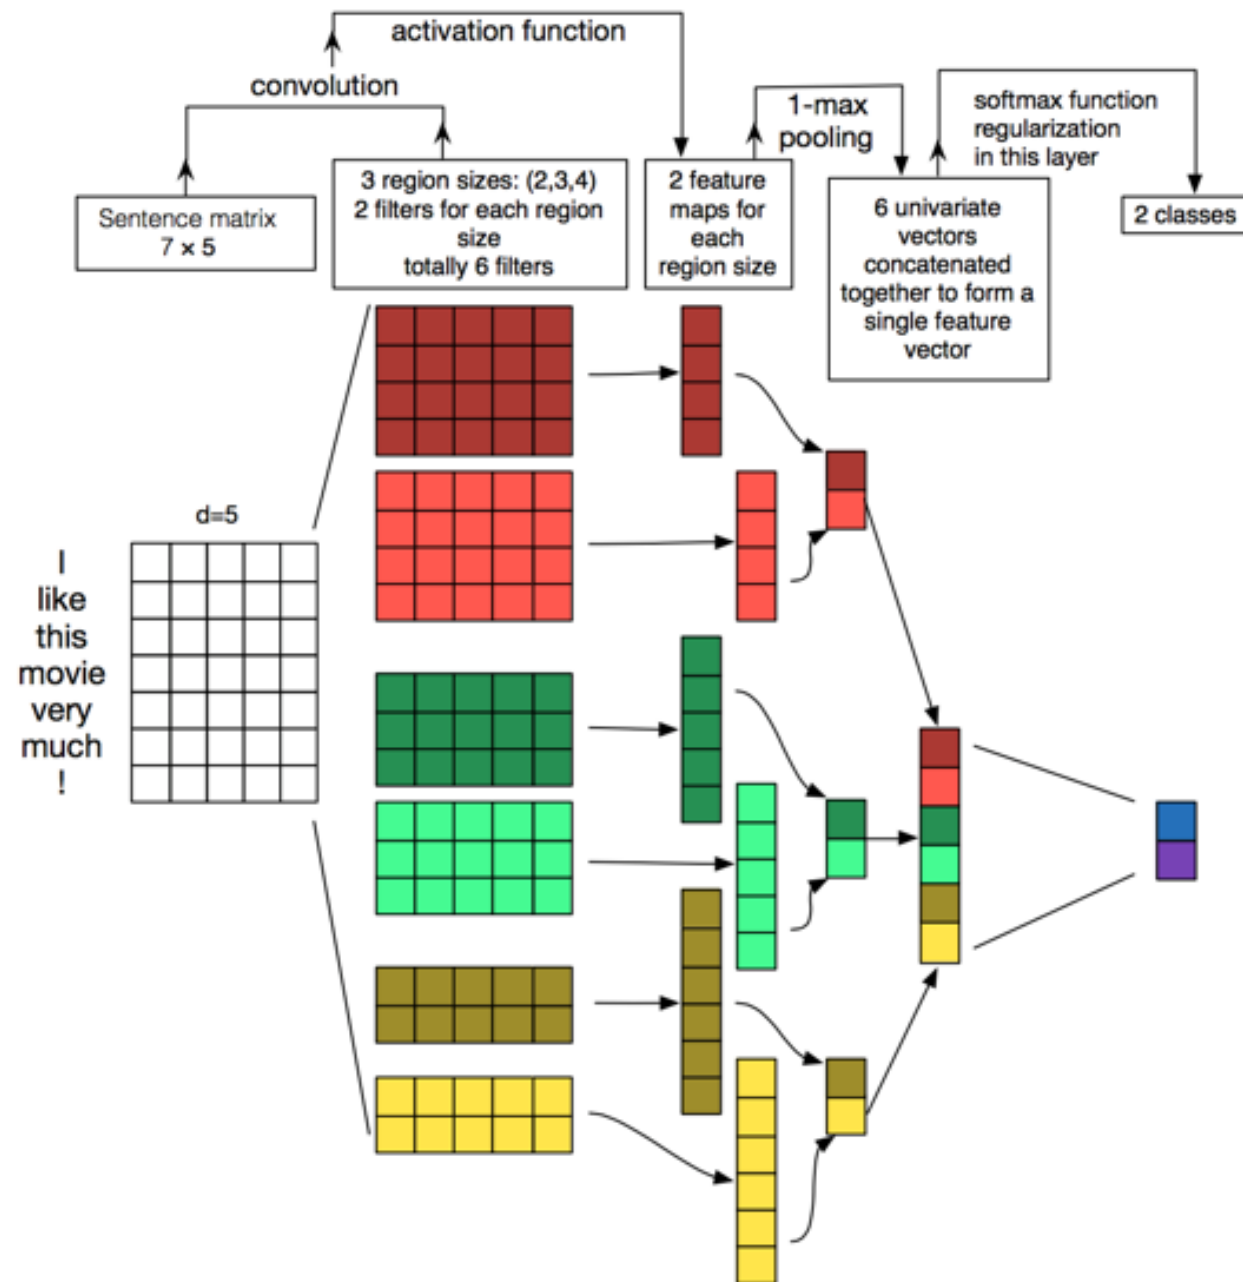 activation function
convolution
1-max
pooling
softmax function
regularization
in this layer
Sentence matrix
7 × 5
3 region sizes: (2,3,4)
2 filters for each region
size
totally 6 filters
2 feature
maps for
each
region size
6 univariate
vectors
concatenated
together to form a
single feature
vector
2 classes
d=5
I
like
this
movie
very
much
!